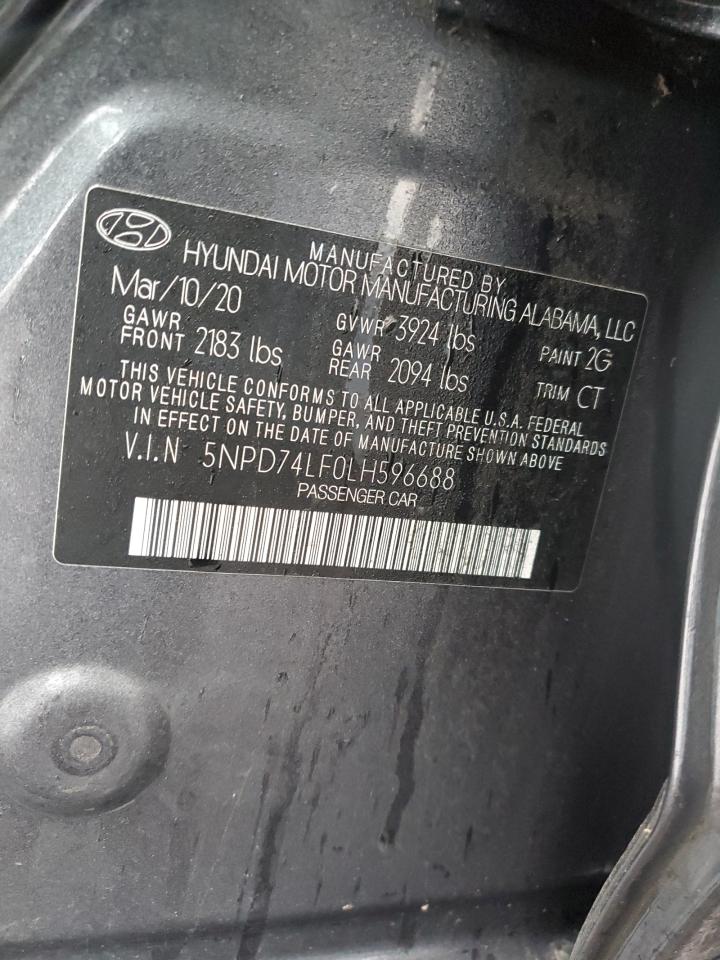 MANUFACTURED BY
HYUNDAI MOTOR MANUFACTURING ALABAMA, LLC
Mar/10/20
GAWR FRONT 2183 lbs
GVWR 3924 lbs
GAWR REAR 2094 lbs
PAINT 2G
TRIM CT
THIS VEHICLE CONFORMS TO ALL APPLICABLE U.S.A. FEDERAL
MOTOR VEHICLE SAFETY, BUMPER, AND THEFT PREVENTION STANDARDS
IN EFFECT ON THE DATE OF MANUFACTURE SHOWN ABOVE
V.I.N 5NPD74LF0LH596688
PASSENGER CAR